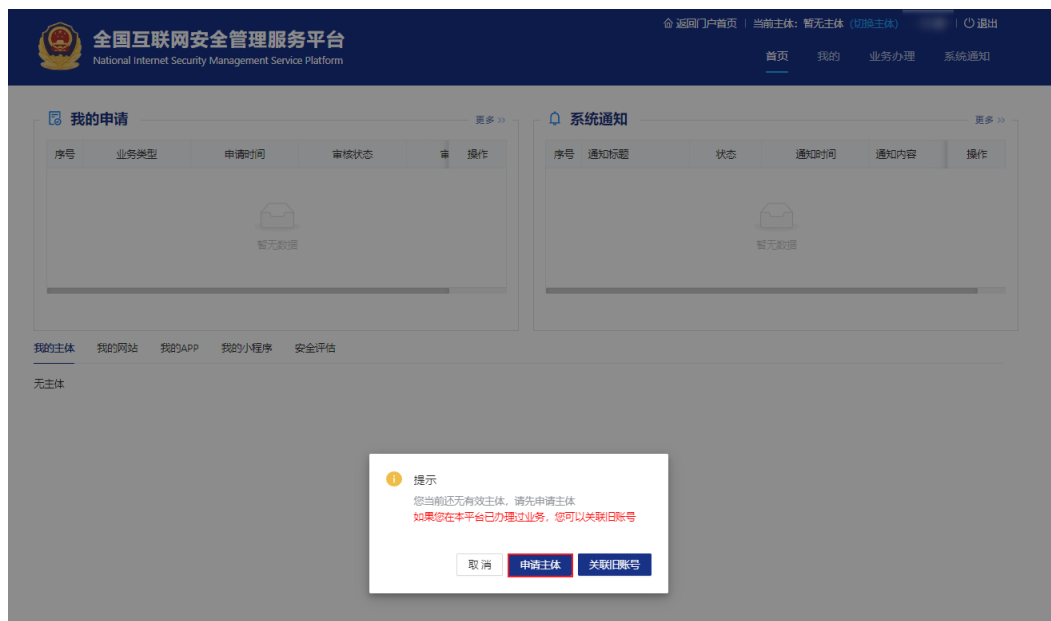 返回门户首页 | 当前主体：暂无主体（切换主体） | 退出
全国互联网安全管理服务平台
National Internet Security Management Service Platform
首页 我的 业务办理 系统通知
我的申请 更多 >>
序号 业务类型 申请时间 审核状态 操作
暂无数据
系统通知 更多 >>
序号 通知标题 状态 通知时间 通知内容 操作
暂无数据
我的主体 我的网站 我的APP 我的小程序 安全评估
无主体
提示
您当前还无有效主体，请先申请主体
如果您在本平台已办理过业务，您可以关联旧账号
取消 申请主体 关联旧账号